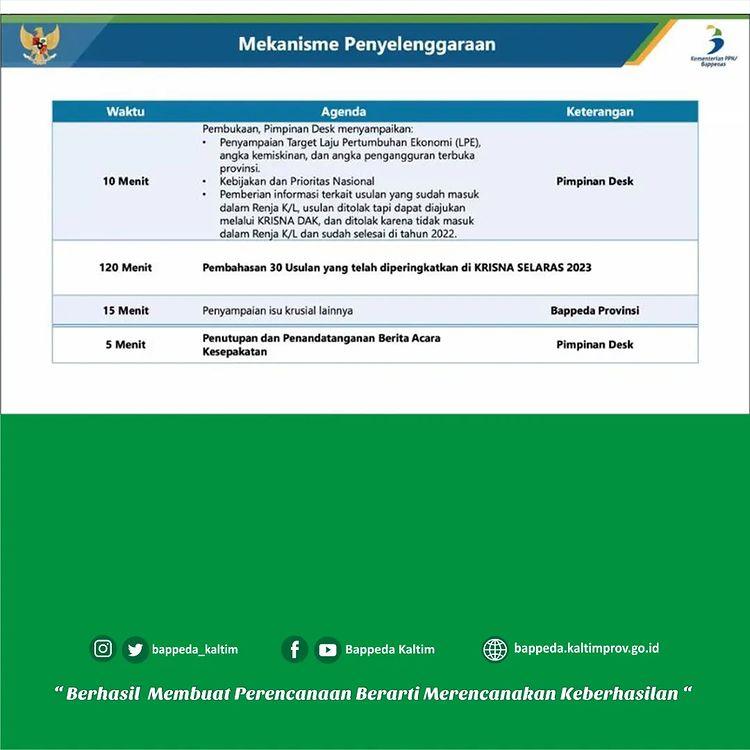 Mekanisme Penyelenggaraan
Kementerian PPN/
Bappenas
Waktu Agenda Keterangan
Pembukaan, Pimpinan Desk menyampaikan:
• Penyampaian Target Laju Pertumbuhan Ekonomi (LPE),
angka kemiskinan, dan angka pengangguran terbuka
provinsi.
10 Menit • Kebijakan dan Prioritas Nasional Pimpinan Desk
• Pemberian informasi terkait usulan yang sudah masuk
dalam Renja K/L, usulan ditolak tapi dapat diajukan
melalui KRISNA DAK, dan ditolak karena tidak masuk
dalam Renja K/L dan sudah selesai di tahun 2022.
120 Menit Pembahasan 30 Usulan yang telah diperingkatkan di KRISNA SELARAS 2023
15 Menit Penyampaian isu krusial lainnya Bappeda Provinsi
5 Menit Penutupan dan Penandatanganan Berita Acara Pimpinan Desk
Kesepakatan
bappeda_kaltim Bappeda Kaltim bappeda.kaltimprov.go.id
“ Berhasil Membuat Perencanaan Berarti Merencanakan Keberhasilan “